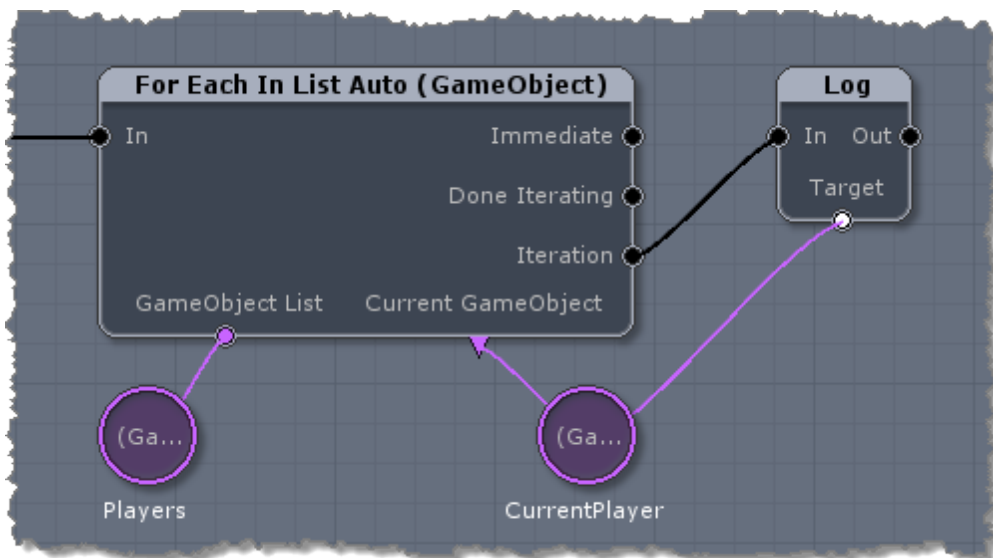 For Each In List Auto (GameObject)
Log
In
Immediate
In
Out
Done Iterating
Target
Iteration
GameObject List
Current GameObject
(Ga...
(Ga...
Players
CurrentPlayer